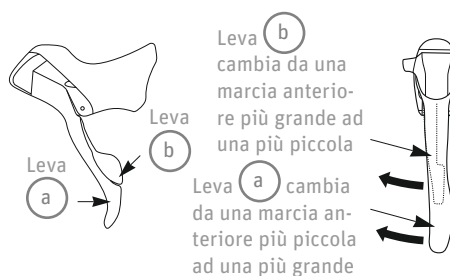 Leva b
cambia da una
marcia anterio-
re più grande ad
una più piccola
Leva
b
Leva
a
Leva a cambia
da una marcia an-
teriore più piccola
ad una più grande